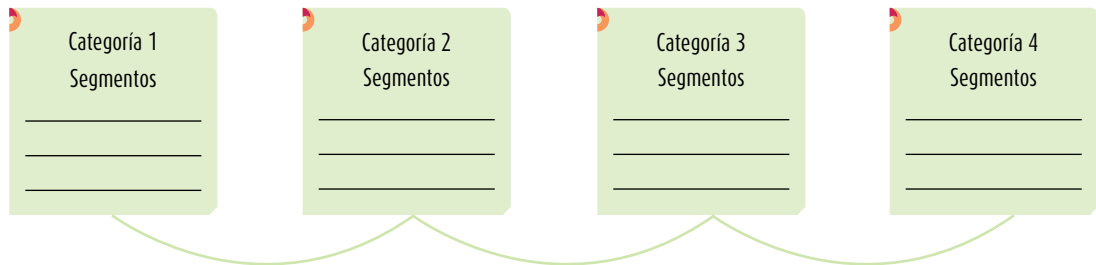 Categoría 1
Segmentos
Categoría 2
Segmentos
Categoría 3
Segmentos
Categoría 4
Segmentos